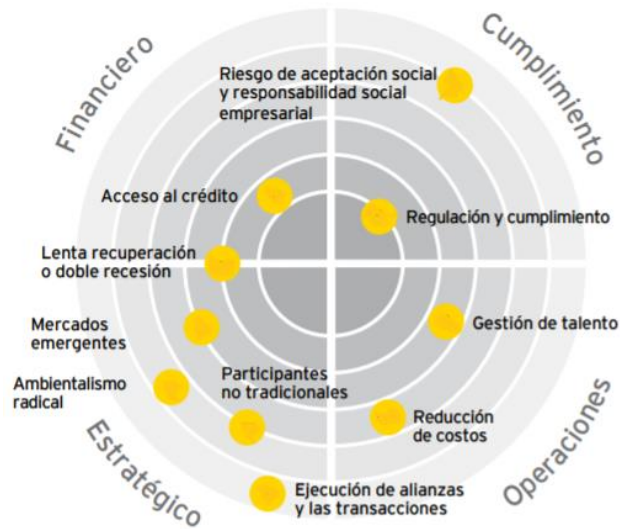 Financiero
Cumplimiento
Riesgo de aceptación social
y responsabilidad social
empresarial
Acceso al crédito
Regulación y cumplimiento
Lenta recuperación
o doble recesión
Mercados
emergentes
Gestión de talento
Ambientalismo
radical
Participantes
no tradicionales
Reducción
de costos
Estratégico
Operaciones
Ejecución de alianzas
y las transacciones